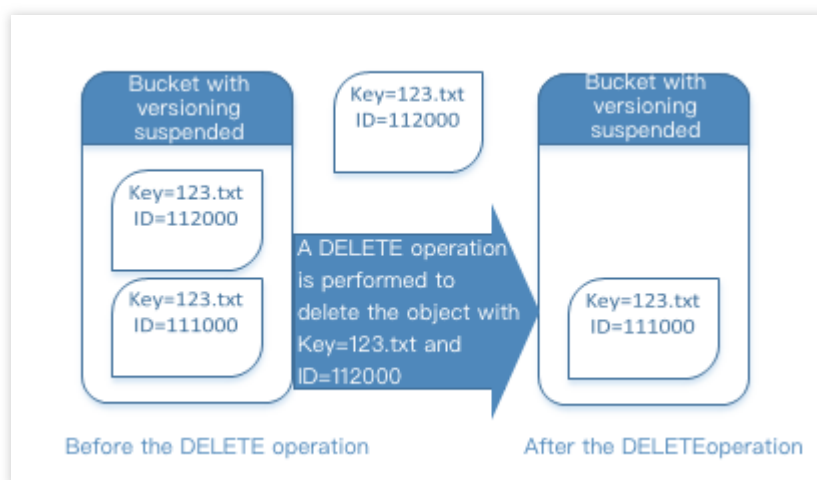 Bucket with
versioning
suspended
Key=123.txt
ID=112000
Key=123.txt
ID=111000
Key=123.txt
ID=112000
A DELETE operation
is performed to
delete the object with
Key=123.txt and
ID=112000
Bucket with
versioning
suspended
Key=123.txt
ID=111000
Before the DELETE operation
After the DELETEoperation